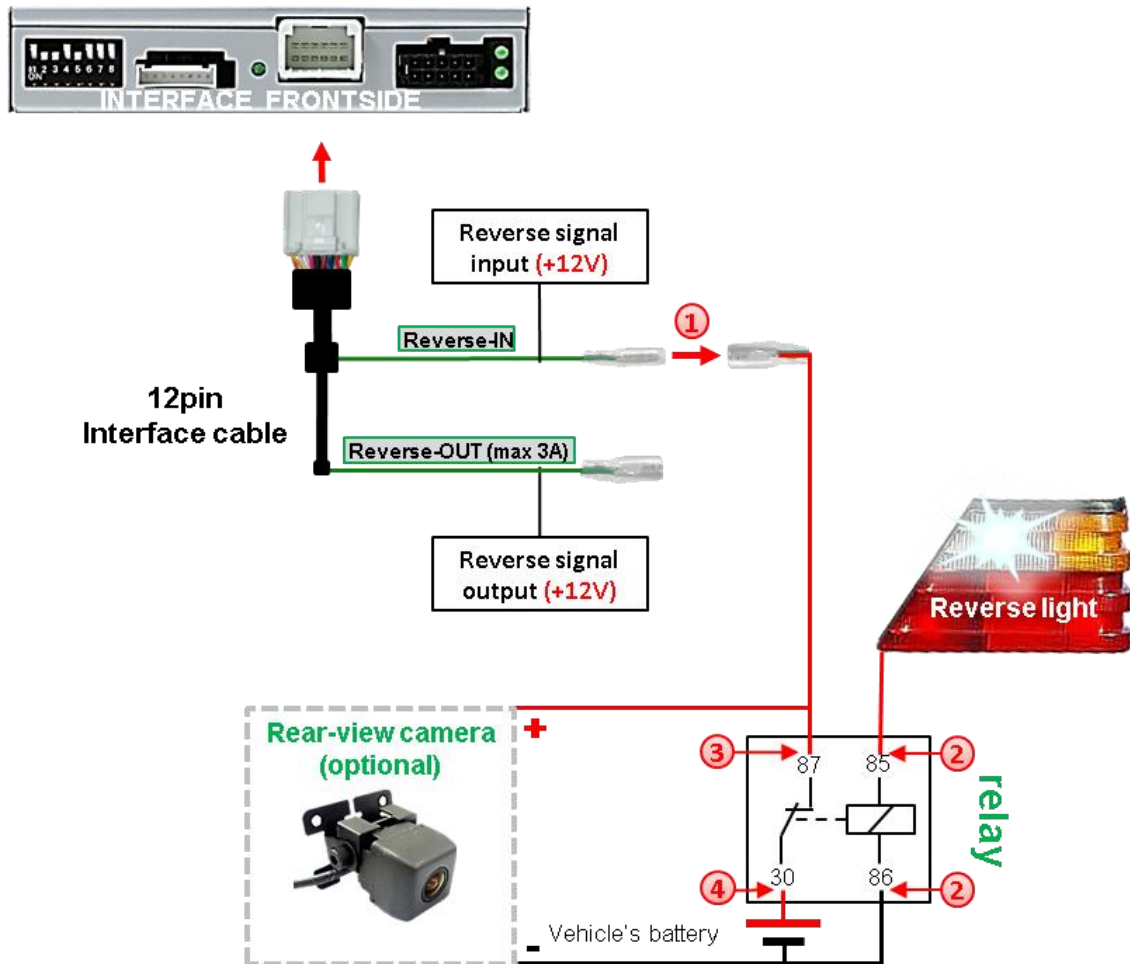 1 2 3 4 5 6 7 8
ON
INTERFACE FRONTSIDE
Reverse signal
input (+12V)
Reverse-IN
1
12pin
Interface cable
Reverse-OUT (max 3A)
Reverse signal
output (+12V)
Reverse light
Rear-view camera
(optional)
+
3
87
85
2
relay
4
30
86
2
- Vehicle's battery